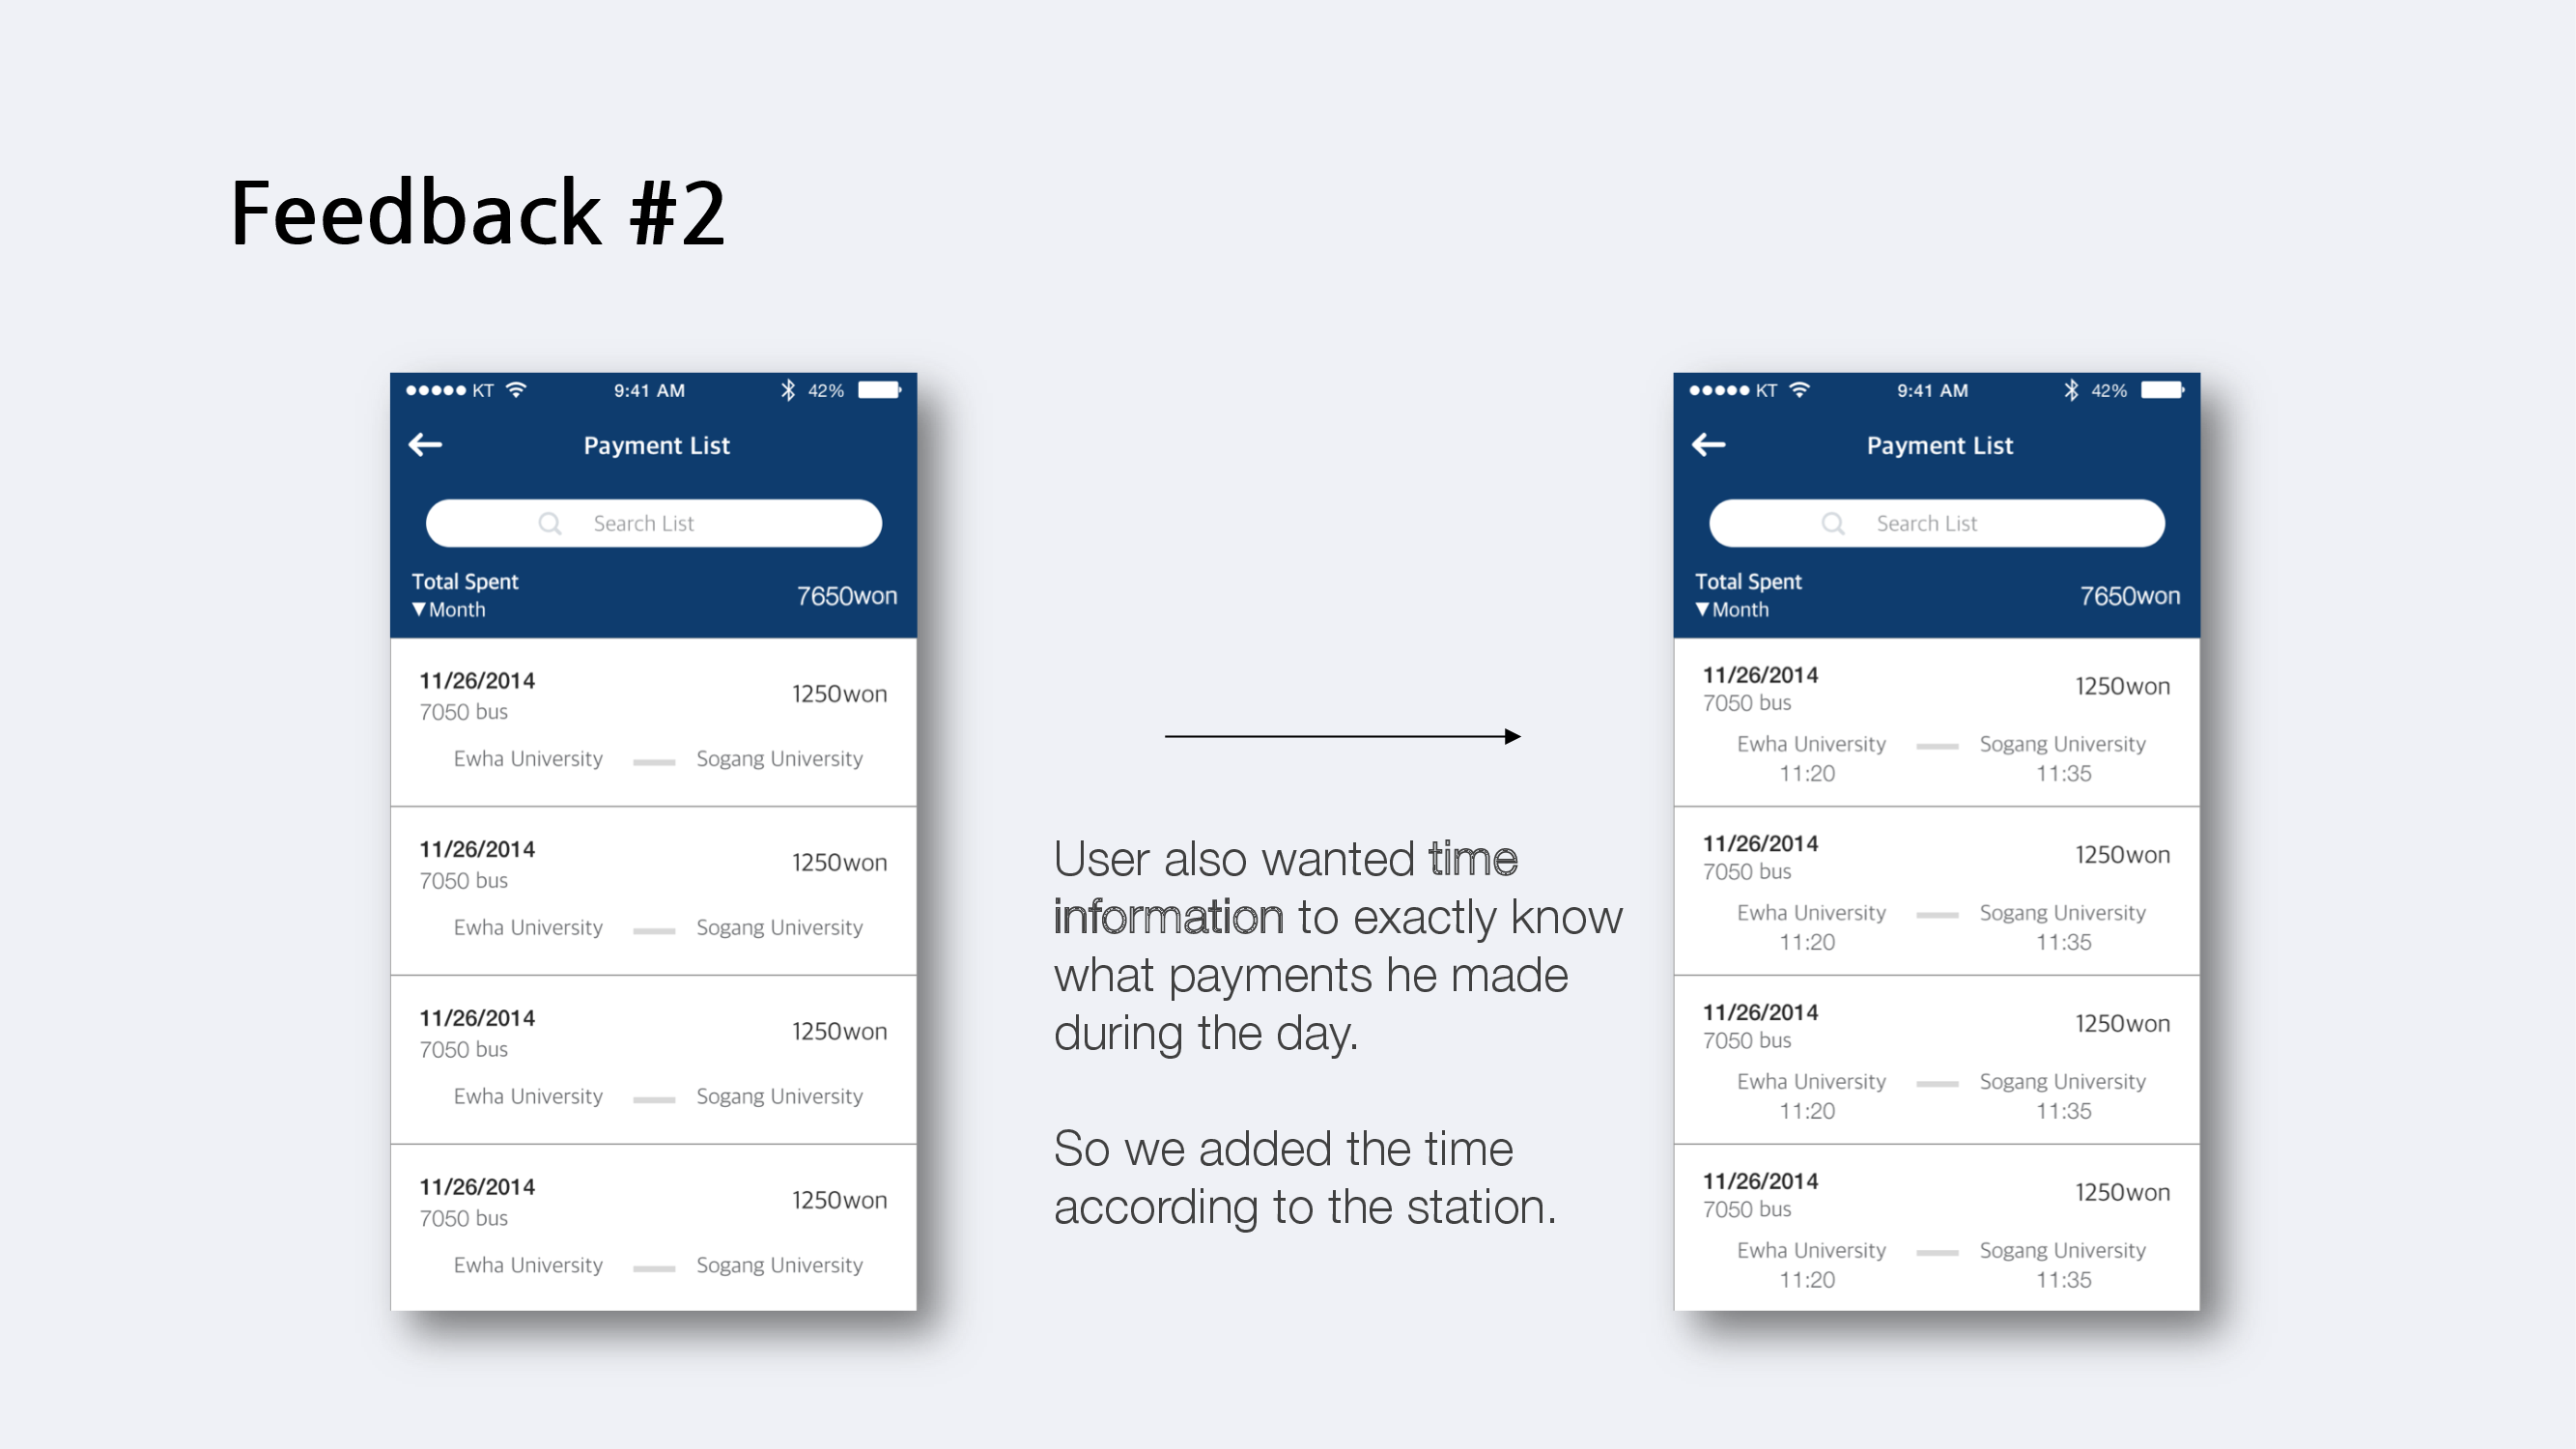 Feedback #2
KT
9:41 AM
42%
Payment List
Search List
Total Spent
7650won
▼Month
11/26/2014
1250won
7050 bus
Ewha University
Sogang University
11/26/2014
1250won
7050 bus
Ewha University
Sogang University
11/26/2014
1250won
7050 bus
Ewha University
Sogang University
11/26/2014
1250won
7050 bus
Ewha University
Sogang University
User also wanted time
information to exactly know
what payments he made
during the day.
So we added the time
according to the station.
KT
9:41 AM
42%
Payment List
Search List
Total Spent
7650won
▼Month
11/26/2014
1250won
7050 bus
Ewha University
Sogang University
11:20
11:35
11/26/2014
1250won
7050 bus
Ewha University
Sogang University
11:20
11:35
11/26/2014
1250won
7050 bus
Ewha University
Sogang University
11:20
11:35
11/26/2014
1250won
7050 bus
Ewha University
Sogang University
11:20
11:35